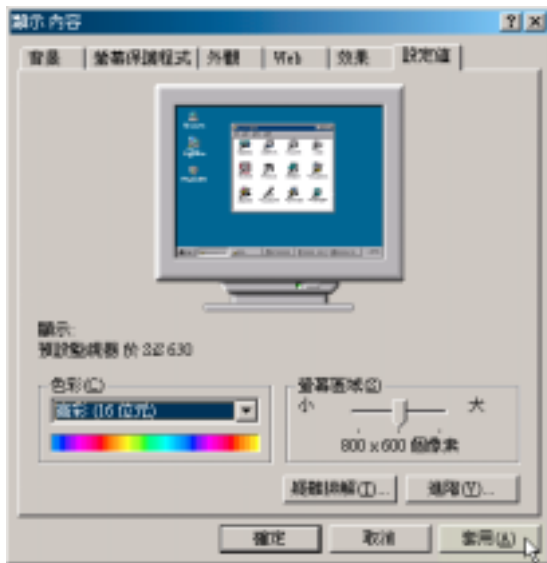 顯示 內容
背景 螢幕保護程式 外觀 Web 效果 設定值
顯示:
預設監視器 於 SiS 630
色彩(C)
高彩 (16 位元)
螢幕區域(S)
小 大
800 x 600 個像素
疑難排解(T)... 進階(V)...
確定 取消 套用(A)